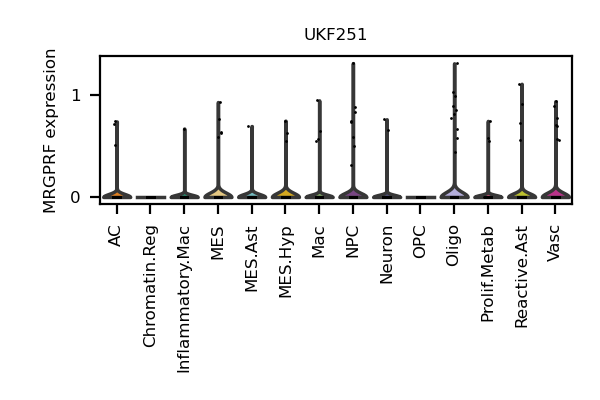 UKF251
MRGPRF expression
1
0
AC
Chromatin.Reg
Inflammatory.Mac
MES
MES.Ast
MES.Hyp
Mac
NPC
Neuron
OPC
Oligo
Prolif.Metab
Reactive.Ast
Vasc